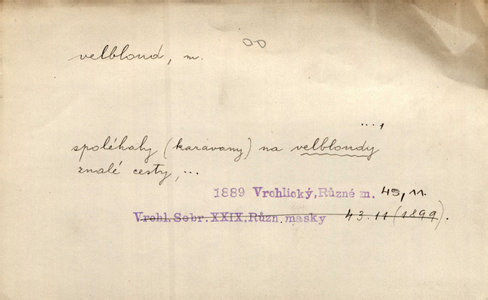 velbloud, m.
...,
spoléhaly (karavany) na velbloudy
znalé cesty, ...
1889 Vrchlický, Různé m. 45, 11.
Vrchl. Sebr. XXIX. Různ. masky 43. 11 (1899).